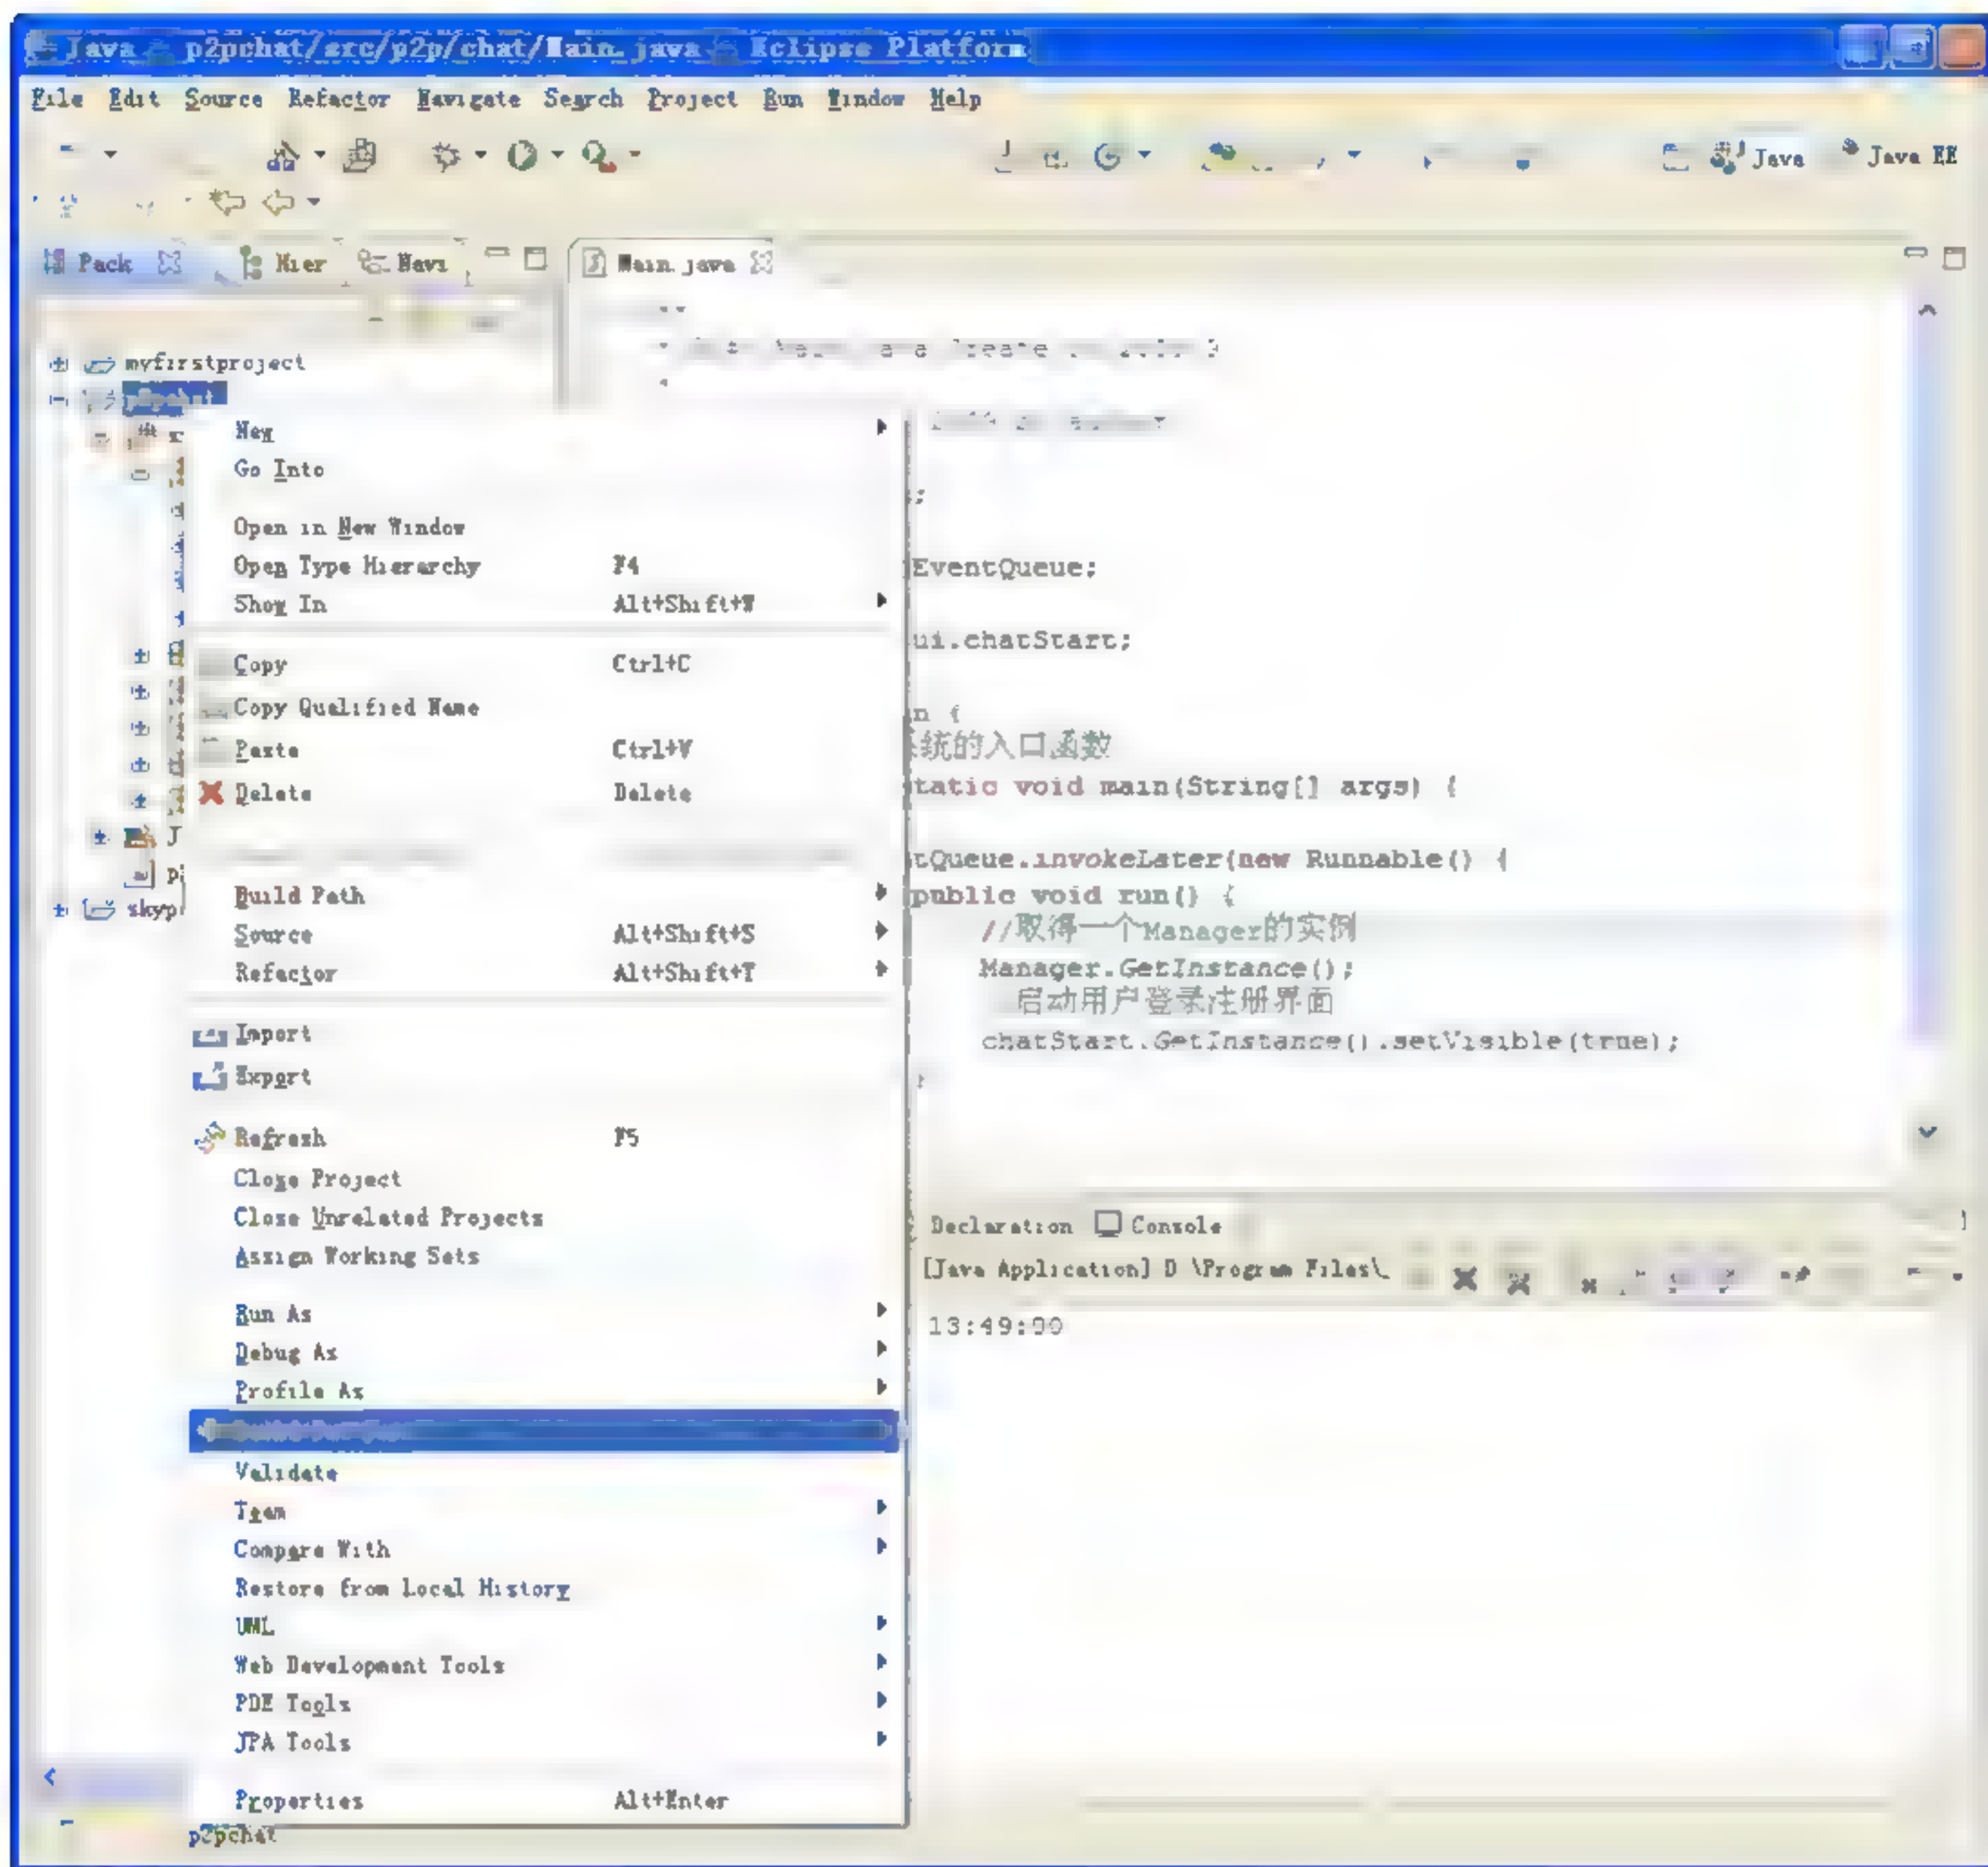 Java p2pchat/src/p2p/chat/Main.java Eclipse Platform
File Edit Source Refactor Navigate Search Project Run Window Help
Java Java EE
Pack Hier Navi Main.java
myfirstproject
p2pchat
New
Go Into
Open in New Window
Open Type Hierarchy F4
EventQueue;
Show In Alt+Shift+W
ui.chatStart;
Copy Ctrl+C
Copy Qualified Name
n {
统的入口函数
Paste Ctrl+V
tatic void main(String[] args) {
Delete Delete
tQueue.invokeLater(new Runnable() {
Build Path
public void run() {
skyp
//取得一个Manager的实例
Source Alt+Shift+S
Refactor Alt+Shift+T
Manager.GetInstance();
启动用户登录注册界面
Import
chatStart.GetInstance().setVisible(true);
Export
Refresh F5
Close Project
Close Unrelated Projects
Declaration Console
Assign Working Sets
[Java Application] D \Program Files\
Run As
13:49:00
Debug As
Profile As
Validate
Team
Compare With
Restore from Local History
UML
Web Development Tools
PDE Tools
JPA Tools
Properties Alt+Enter
p2pchat